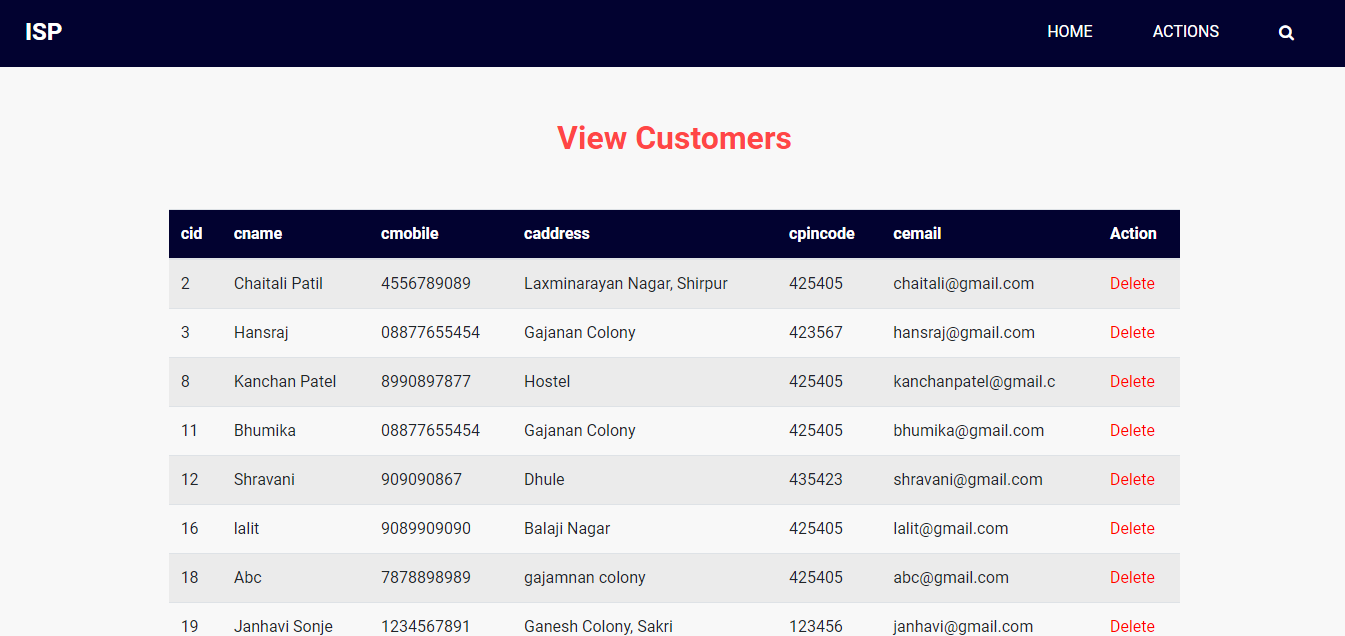 ISP HOME ACTIONS
View Customers
cid cname cmobile caddress cpincode cemail Action
2 Chaitali Patil 4556789089 Laxminarayan Nagar, Shirpur 425405 chaitali@gmail.com Delete
3 Hansraj 08877655454 Gajanan Colony 423567 hansraj@gmail.com Delete
8 Kanchan Patel 8990897877 Hostel 425405 kanchanpatel@gmail.c Delete
11 Bhumika 08877655454 Gajanan Colony 425405 bhumika@gmail.com Delete
12 Shravani 909090867 Dhule 435423 shravani@gmail.com Delete
16 lalit 9089909090 Balaji Nagar 425405 lalit@gmail.com Delete
18 Abc 7878898989 gajamnan colony 425405 abc@gmail.com Delete
19 Janhavi Sonje 1234567891 Ganesh Colony, Sakri 123456 janhavi@gmail.com Delete